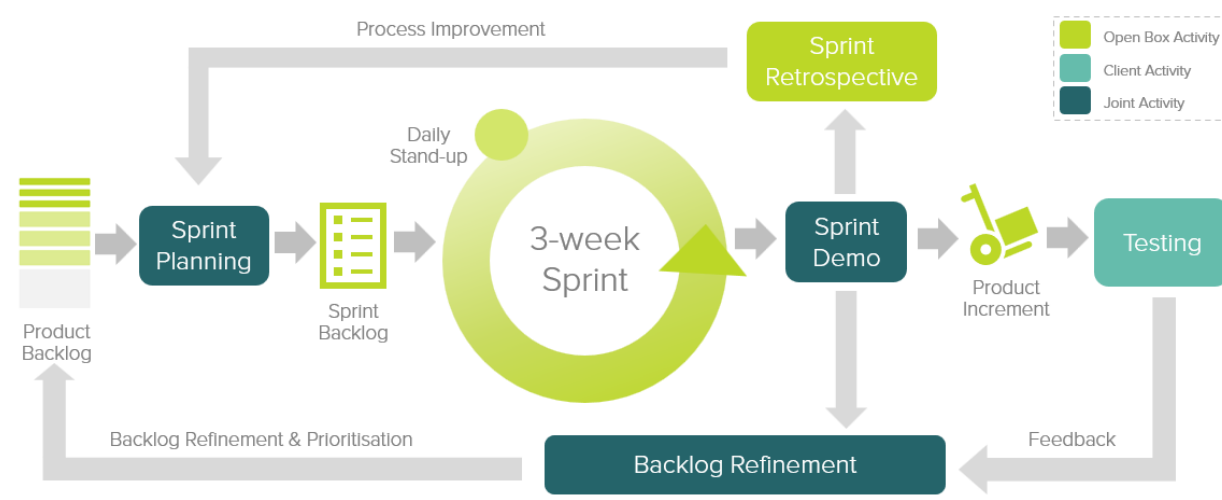 Process Improvement
Sprint
Retrospective
Open Box Activity
Client Activity
Joint Activity
Daily
Stand-up
Sprint
Planning
3-week
Sprint
Sprint
Demo
Testing
Product
Increment
Sprint
Backlog
Product
Backlog
Backlog Refinement & Prioritisation
Backlog Refinement
Feedback